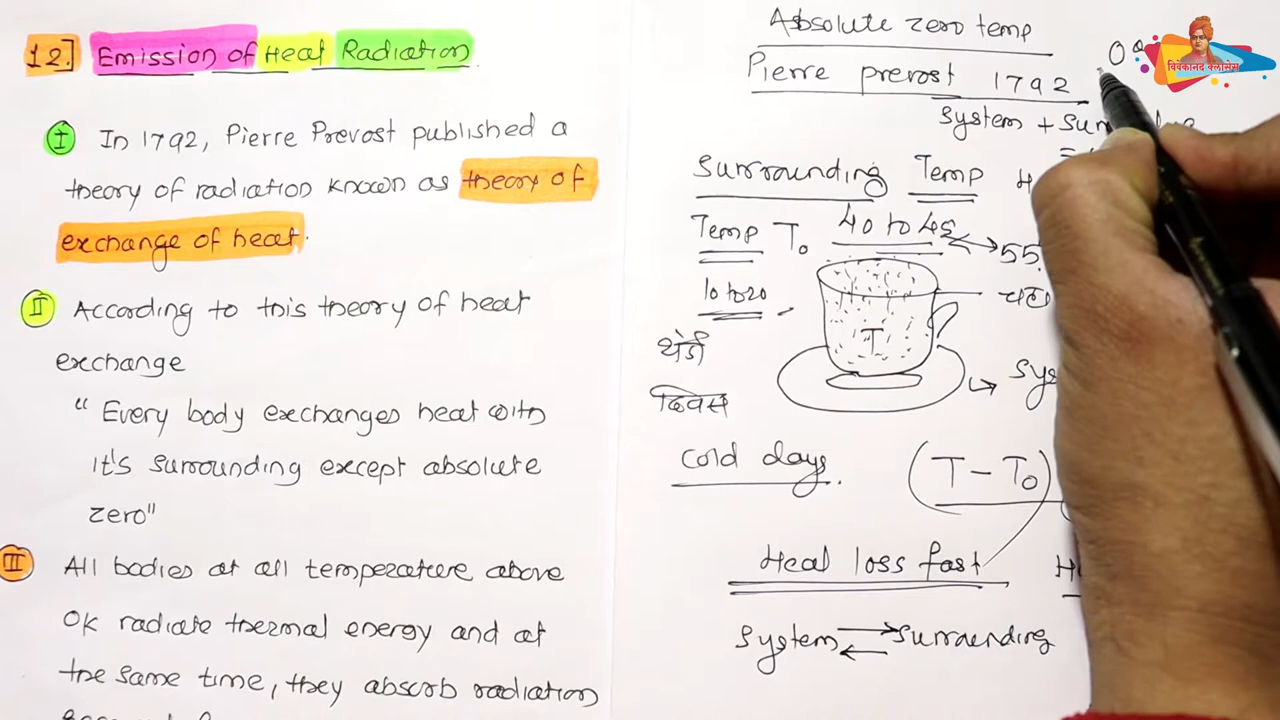 12.] Emission of Heat Radiation.
I In 1792, Pierre Prevost published a
theory of radiation known as theory of
exchange of heat.
II According to this theory of heat
exchange
" Every body exchanges heat with
it's surrounding except absolute
zero"
III All bodies at all temperature above
OK radiate thermal energy and at
the same time, they absorb radiation
Absolute zero temp
Pierre prevost 1792
0°
विवेकानंद क्लासेस
System +
Surrounding Temp
Temp T₀ 40 to 45
55
10 to 20
T
थंडी
दिवस
Cold days.
(T - T₀)
Heat loss fast
System Surrounding